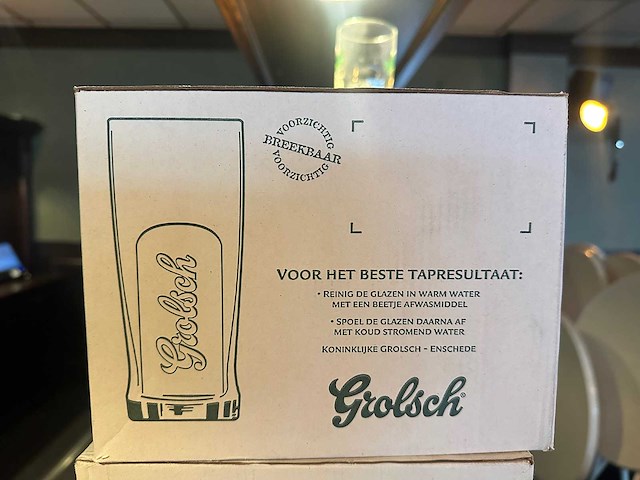 VOORZICHTIG
BREEKBAAR
VOORZICHTIG
Grolsch
VOOR HET BESTE TAPRESULTAAT:
• REINIG DE GLAZEN IN WARM WATER
MET EEN BEETJE AFWASMIDDEL
• SPOEL DE GLAZEN DAARNA AF
MET KOUD STROMEND WATER
KONINKLIJKE GROLSCH – ENSCHEDE
Grolsch®